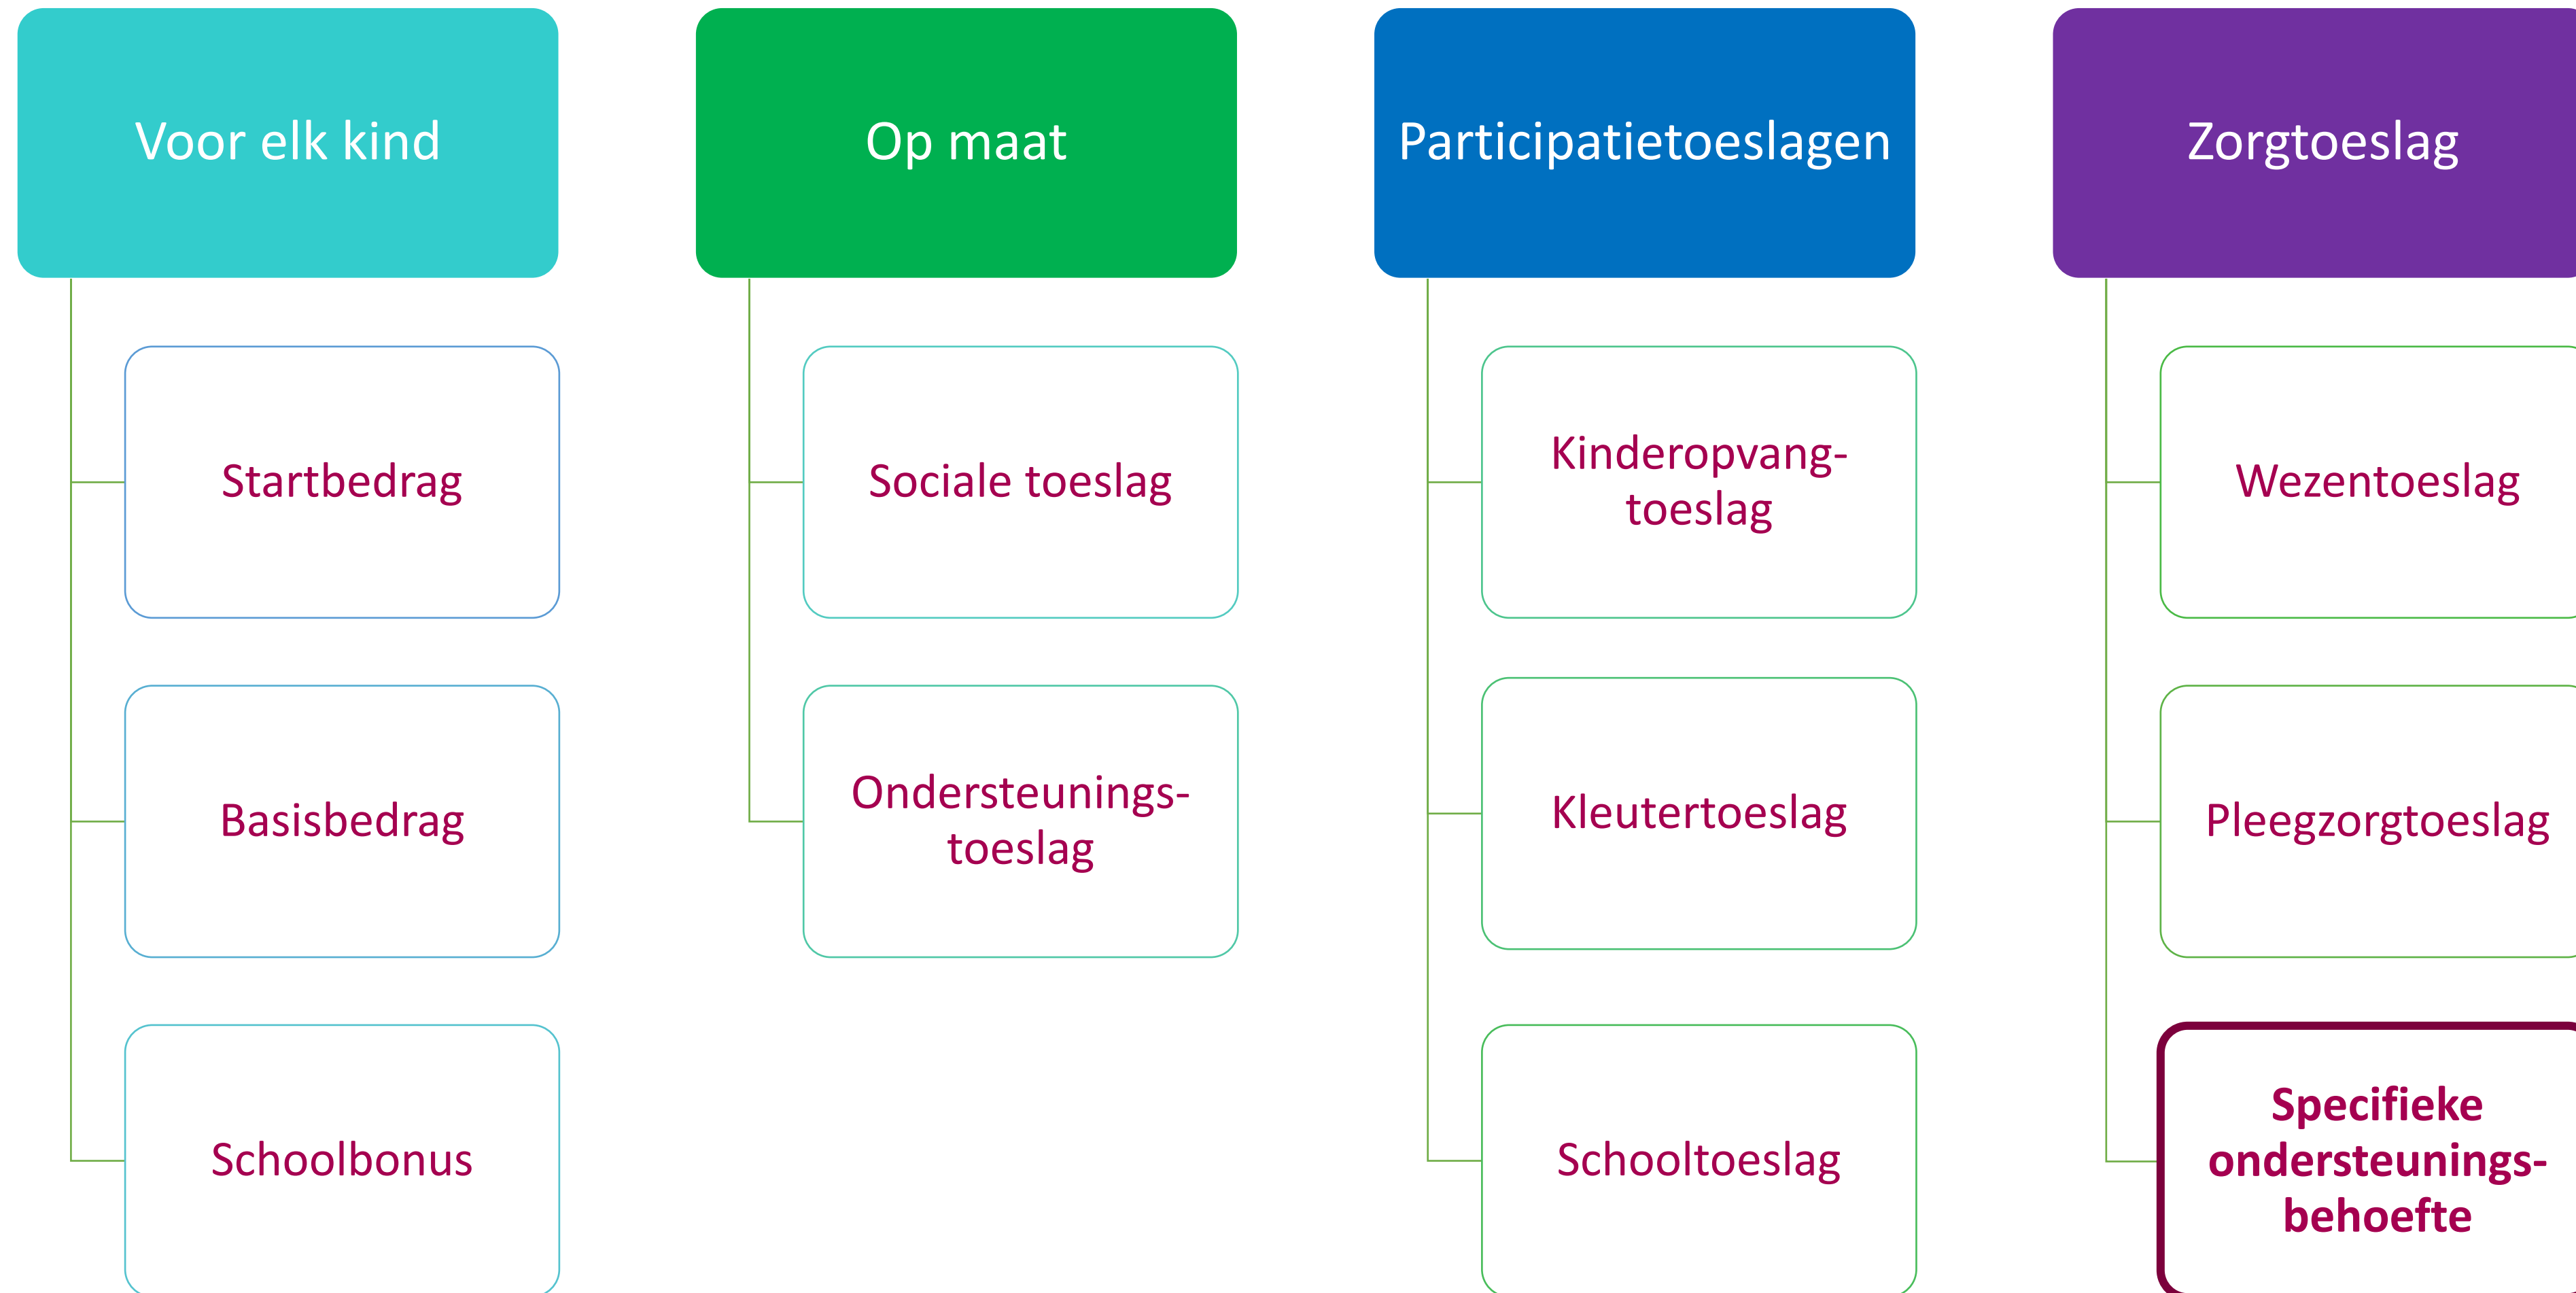 Voor elk kind
Startbedrag
Basisbedrag
Schoolbonus
Op maat
Sociale toeslag
Ondersteunings-
toeslag
Participatietoeslagen
Kinderopvang-
toeslag
Kleutertoeslag
Schooltoeslag
Zorgtoeslag
Wezentoeslag
Pleegzorgtoeslag
Specifieke
ondersteunings-
behoefte